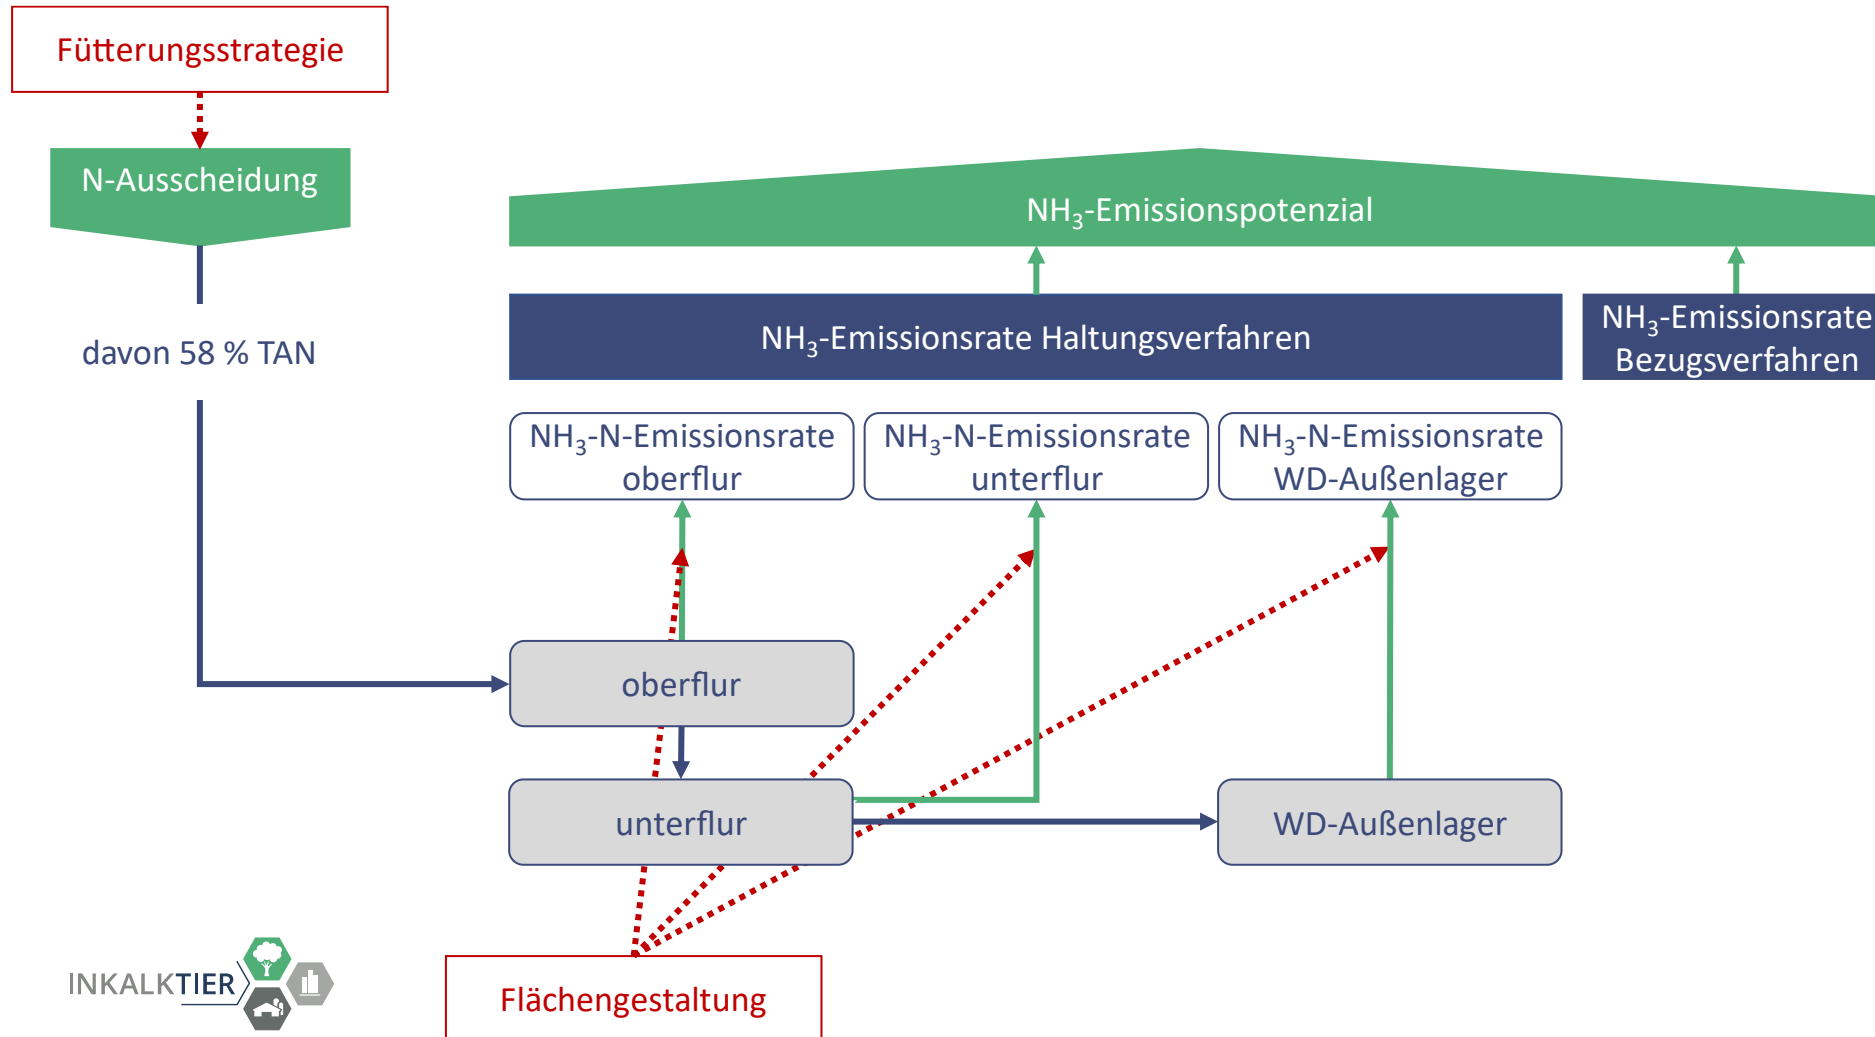 Fütterungsstrategie
N-Ausscheidung
davon 58 % TAN
NH₃-Emissionspotenzial
NH₃-Emissionsrate Haltungsverfahren
NH₃-Emissionsrate
Bezugsverfahren
NH₃-N-Emissionsrate
oberflur
NH₃-N-Emissionsrate
unterflur
NH₃-N-Emissionsrate
WD-Außenlager
oberflur
unterflur
WD-Außenlager
Flächengestaltung
INKALKTIER